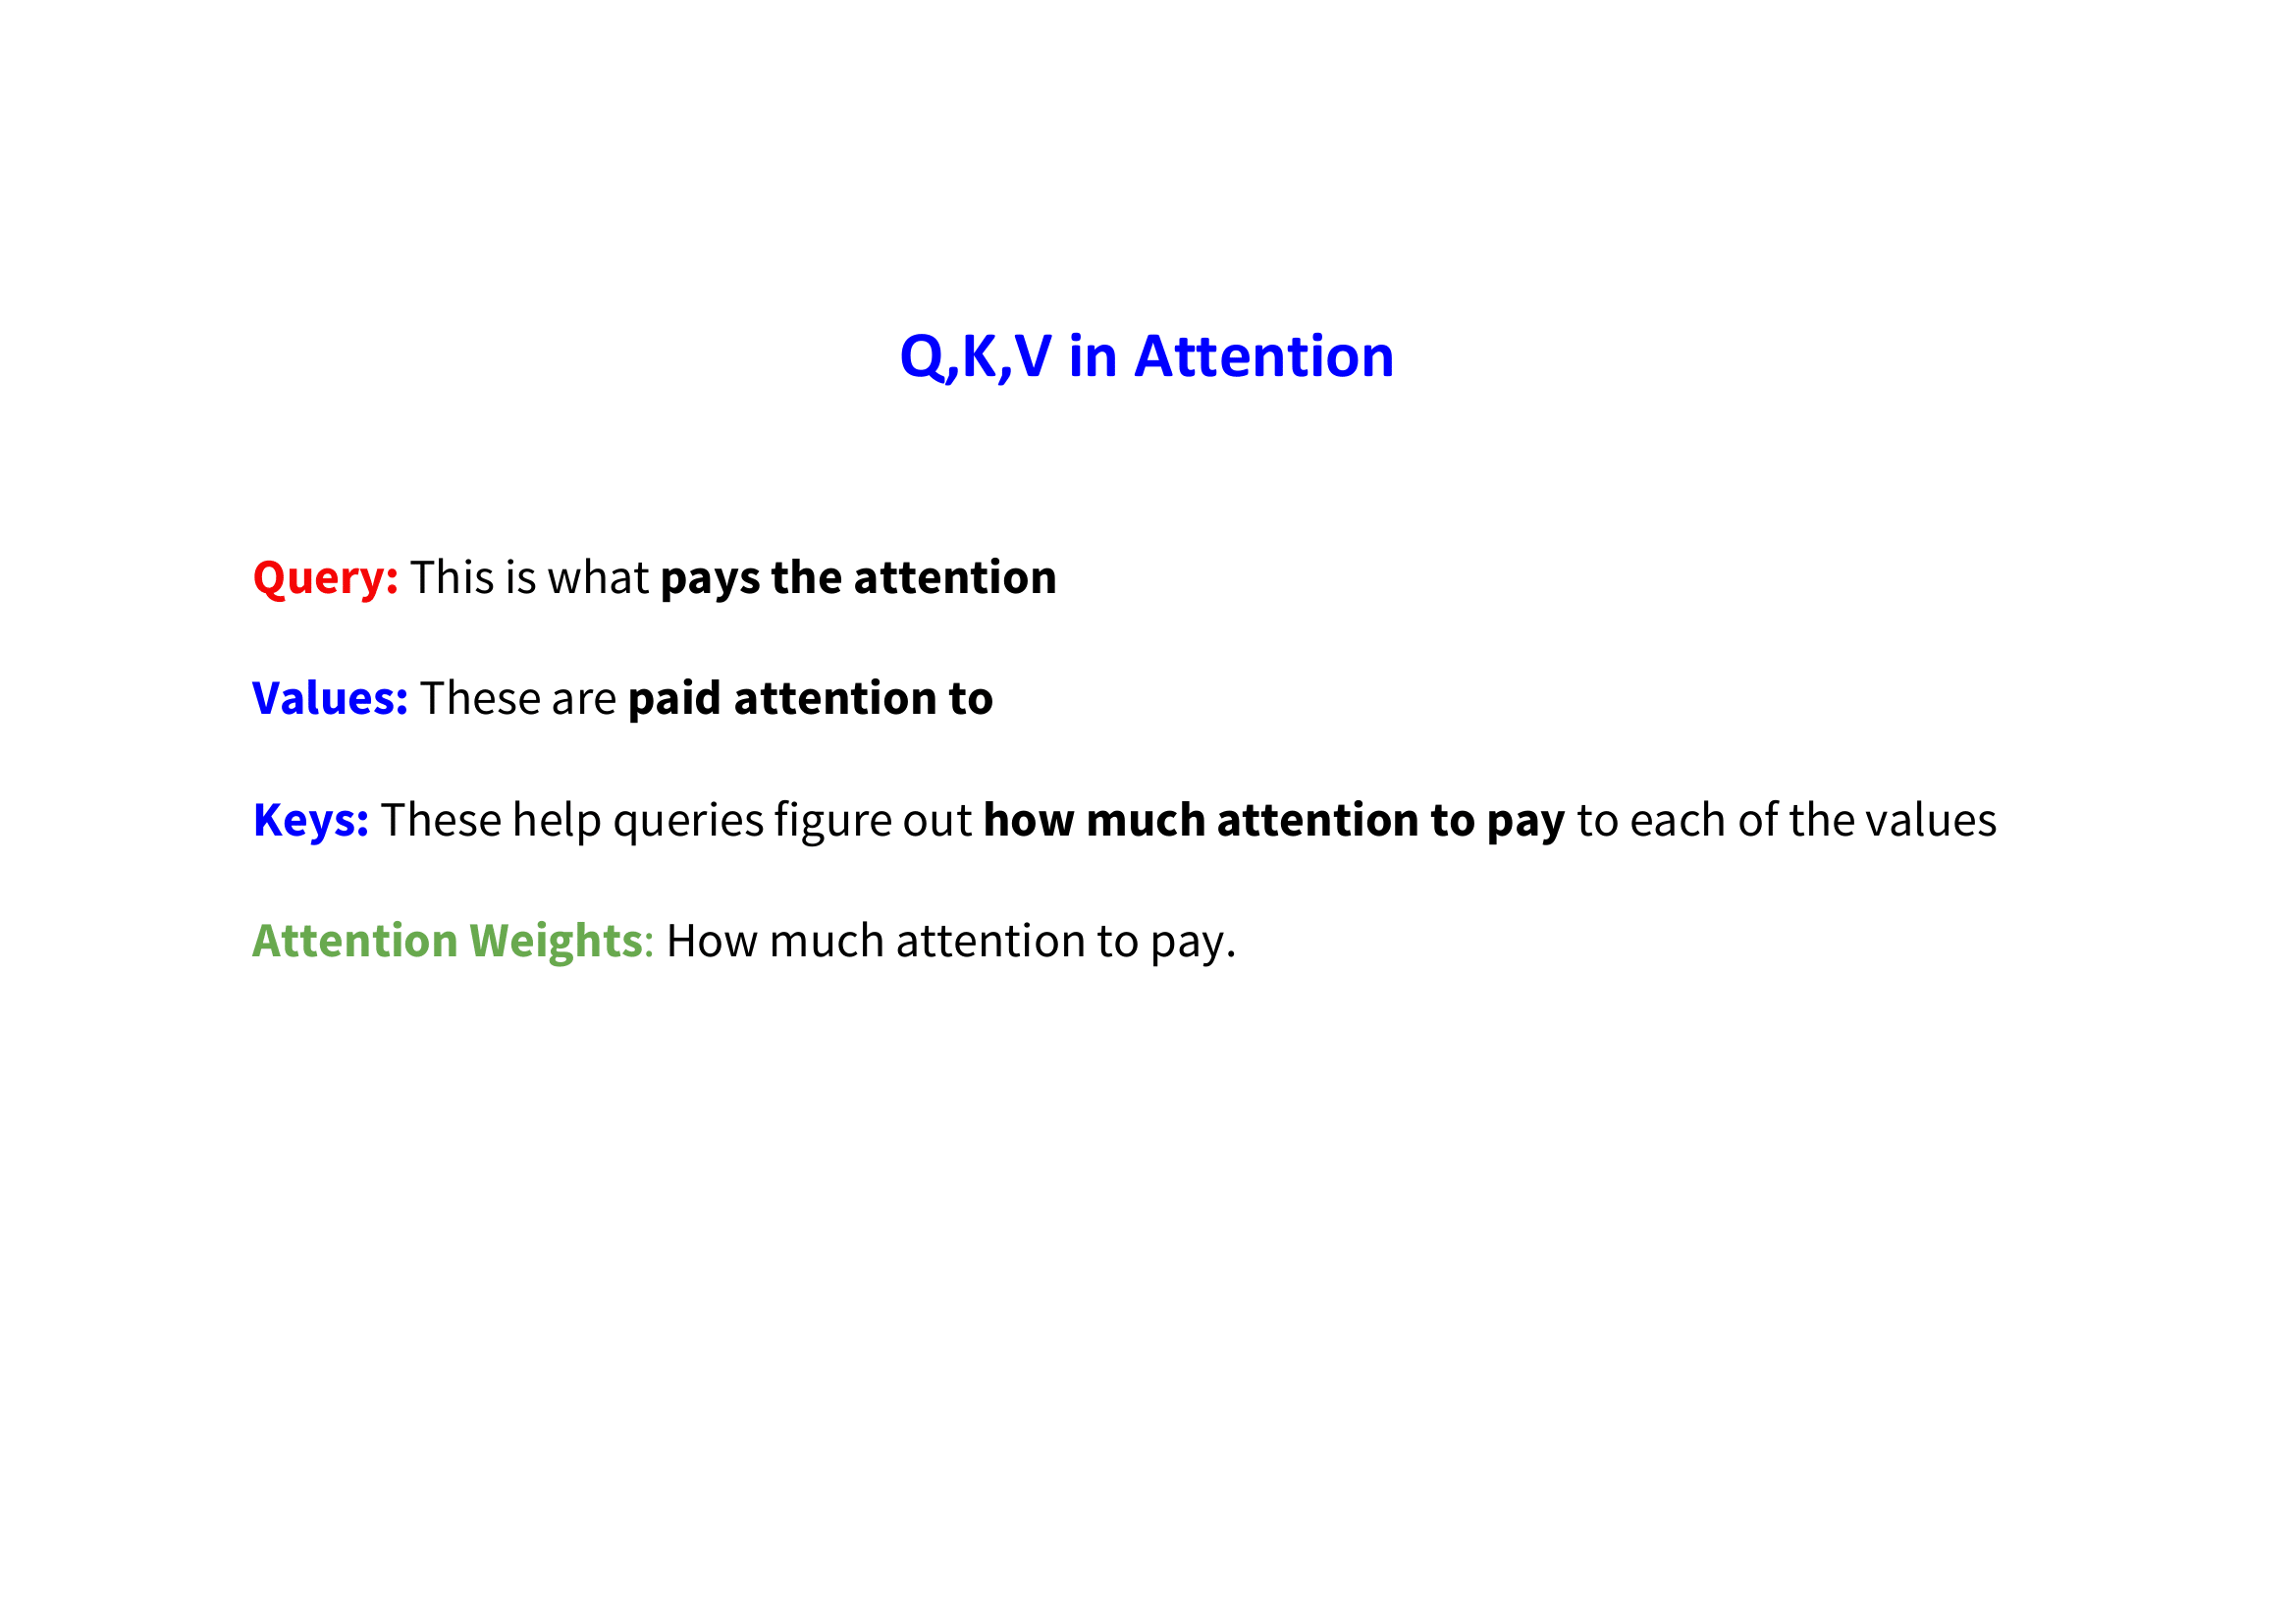 Q,K,V in Attention
Query: This is what pays the attention
Values: These are paid attention to
Keys: These help queries figure out how much attention to pay to each of the values
Attention Weights: How much attention to pay.